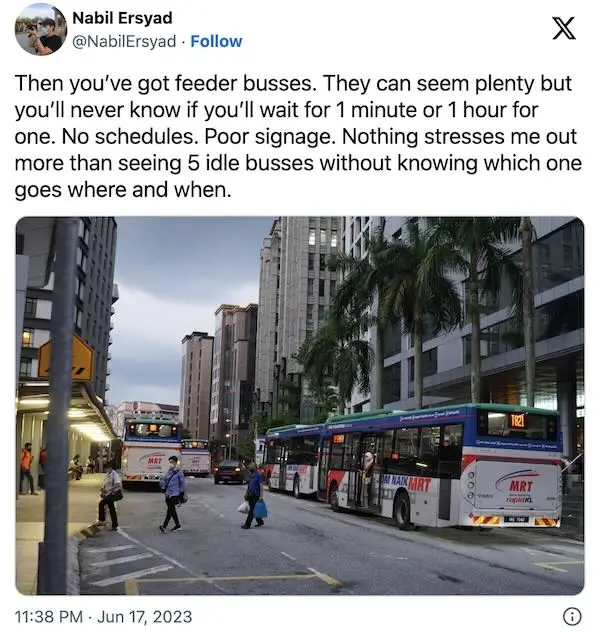 Nabil Ersyad
@NabilErsyad · Follow
Then you've got feeder busses. They can seem plenty but
you'll never know if you'll wait for 1 minute or 1 hour for
one. No schedules. Poor signage. Nothing stresses me out
more than seeing 5 idle busses without knowing which one
goes where and when.
MRT
MRT
OM NAIK MRT
T821
MRT
rapidKL
11:38 PM · Jun 17, 2023